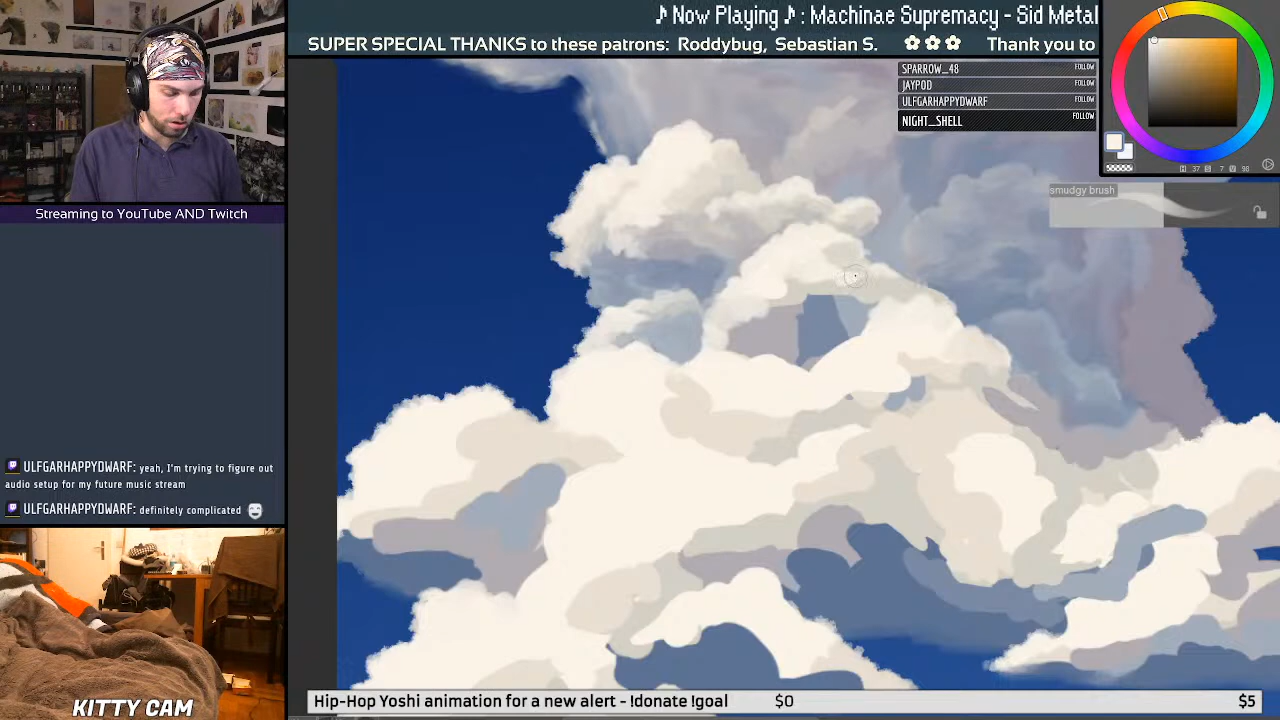 ♪ Now Playing ♪ : Machinae Supremacy - Sid Metal
SUPER SPECIAL THANKS to these patrons: Roddybug, Sebastian S. ✿ ✿ ✿ Thank you to
SPARROW_48 FOLLOW
JAYPOD FOLLOW
ULFGARHAPPYDWARF FOLLOW
NIGHT_SHELL FOLLOW
H 37 S 7 V 98
smudgy brush
Streaming to YouTube AND Twitch
ULFGARHAPPYDWARF: yeah, I'm trying to figure out
audio setup for my future music stream
ULFGARHAPPYDWARF: definitely complicated
KITTY CAM
Hip-Hop Yoshi animation for a new alert - !donate !goal $0 $5